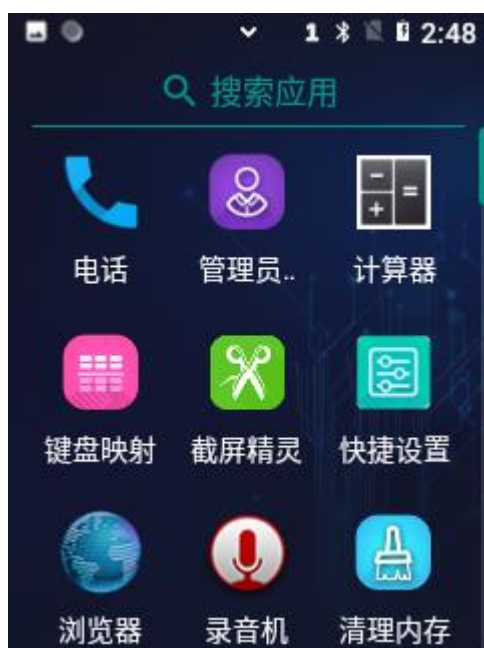 1 2:48
搜索应用
电话 管理员.. 计算器
键盘映射 截屏精灵 快捷设置
浏览器 录音机 清理内存